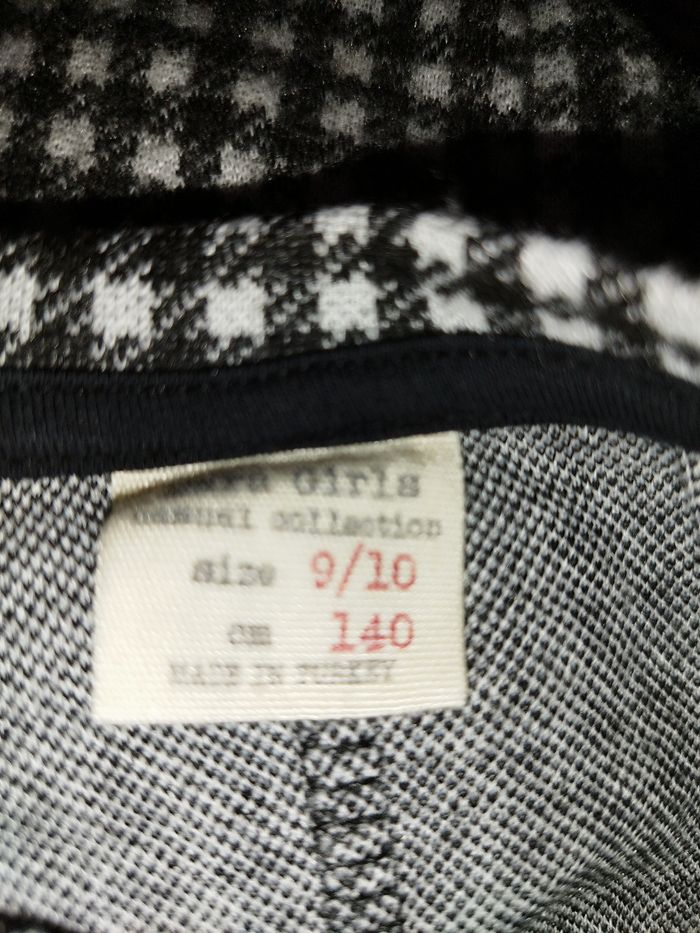 Girls
casual collection
size 9/10
cm 140
MADE IN TURKEY